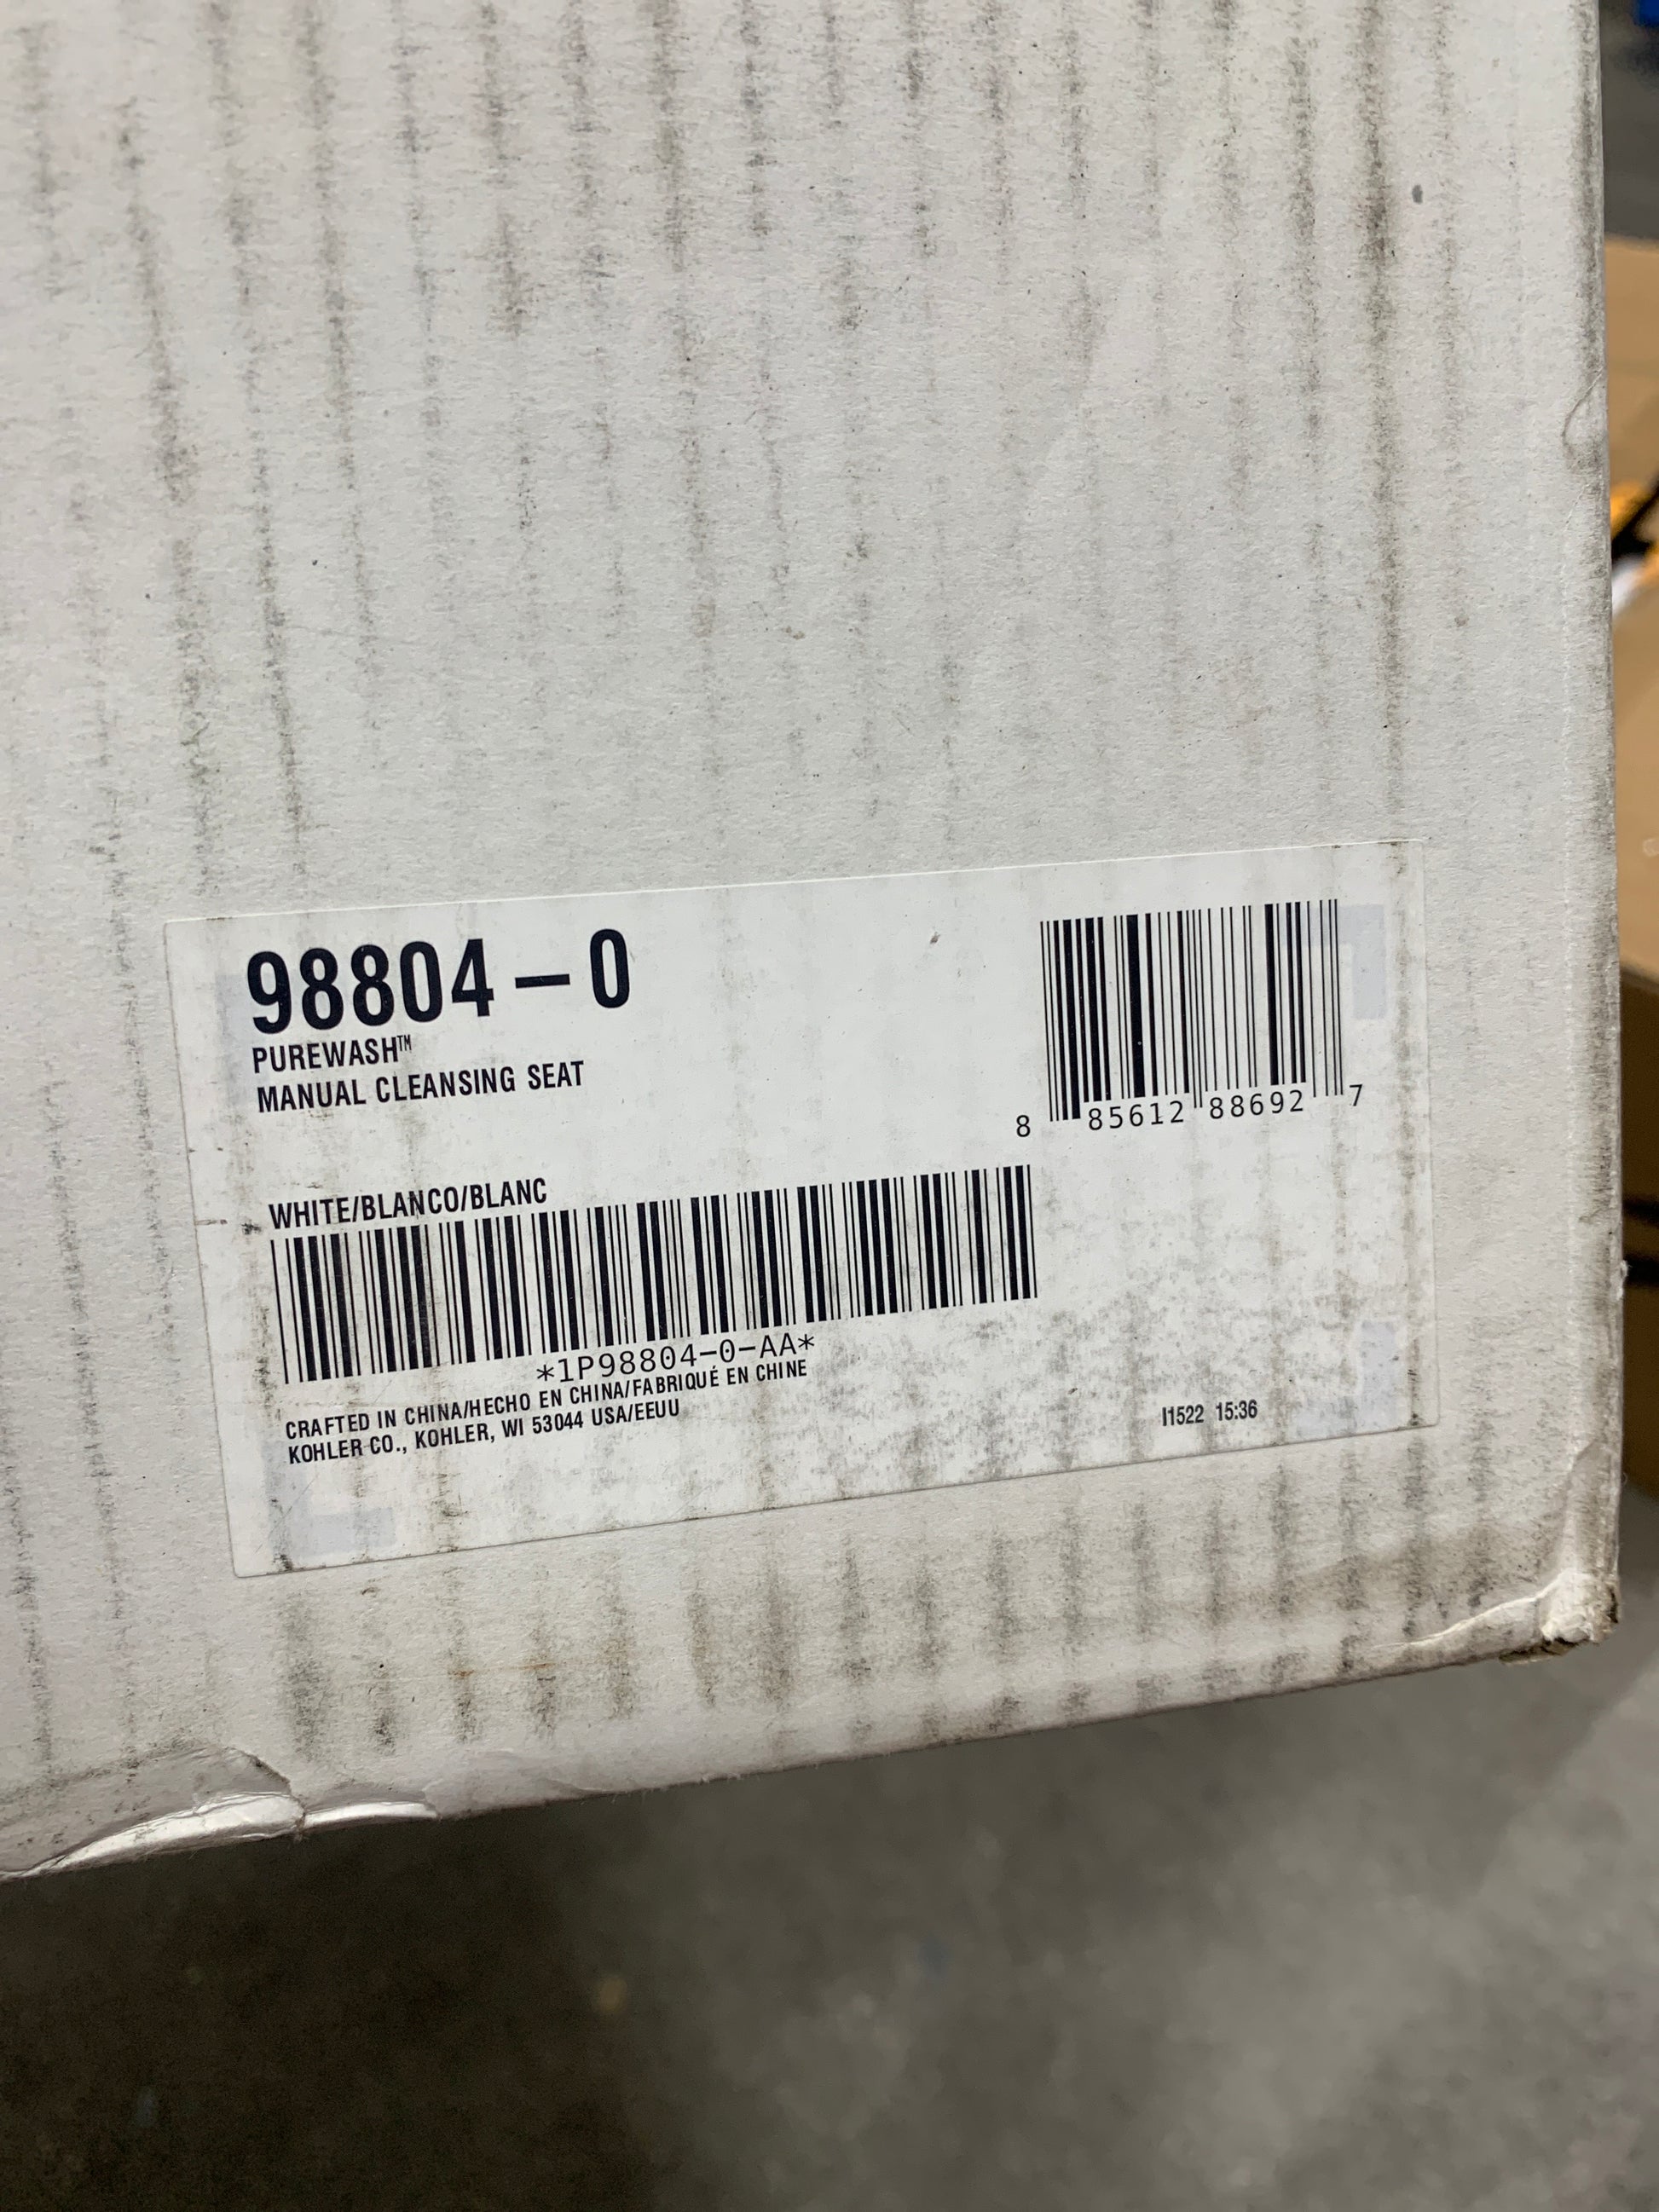 98804-0
PUREWASH™
MANUAL CLEANSING SEAT
8 85612 88692 7
WHITE/BLANCO/BLANC
*1P98804-0-AA*
CRAFTED IN CHINA/HECHO EN CHINA/FABRIQUÉ EN CHINE
KOHLER CO., KOHLER, WI 53044 USA/EEUU
I1522 15:36